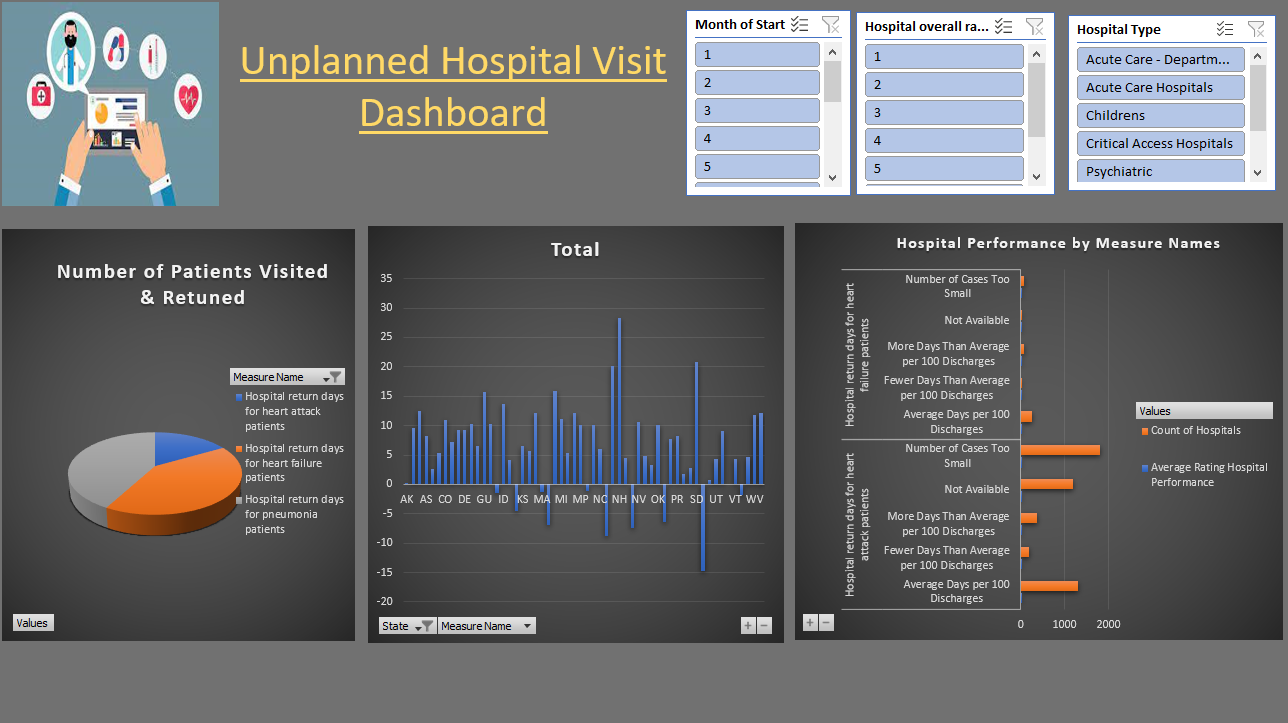 Unplanned Hospital Visit
Dashboard
Month of Start
1
2
3
4
5
Hospital overall ra...
1
2
3
4
5
Hospital Type
Acute Care - Departm...
Acute Care Hospitals
Childrens
Critical Access Hospitals
Psychiatric
Number of Patients Visited
& Retuned
Measure Name
Hospital return days
for heart attack
patients
Hospital return days
for heart failure
patients
Hospital return days
for pneumonia
patients
Values
Total
35
30
25
20
15
10
5
0
-5
-10
-15
-20
AK AS CO DE GU ID KS MA MI MP NC NH NV OK PR SD UT VT WV
State
Measure Name
Hospital Performance by Measure Names
Hospital return days for heart
failure patients
Number of Cases Too
Small
Not Available
More Days Than Average
per 100 Discharges
Fewer Days Than Average
per 100 Discharges
Average Days per 100
Discharges
Hospital return days for heart
attack patients
Number of Cases Too
Small
Not Available
More Days Than Average
per 100 Discharges
Fewer Days Than Average
per 100 Discharges
Average Days per 100
Discharges
0 1000 2000
Values
Count of Hospitals
Average Rating Hospital
Performance